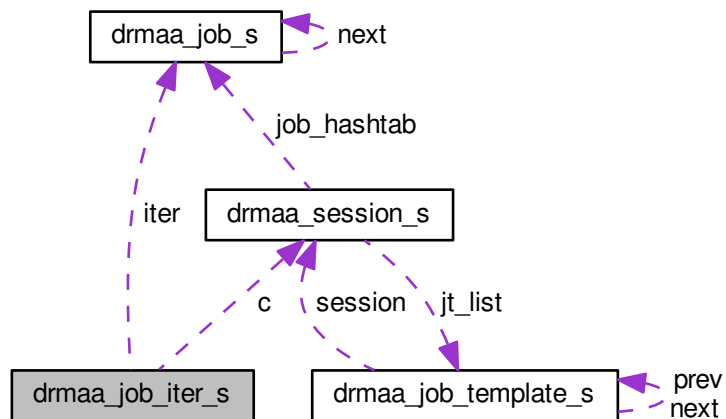 drmaa_job_s
next
job_hashtab
iter
drmaa_session_s
c
session
jt_list
drmaa_job_iter_s
drmaa_job_template_s
prev
next